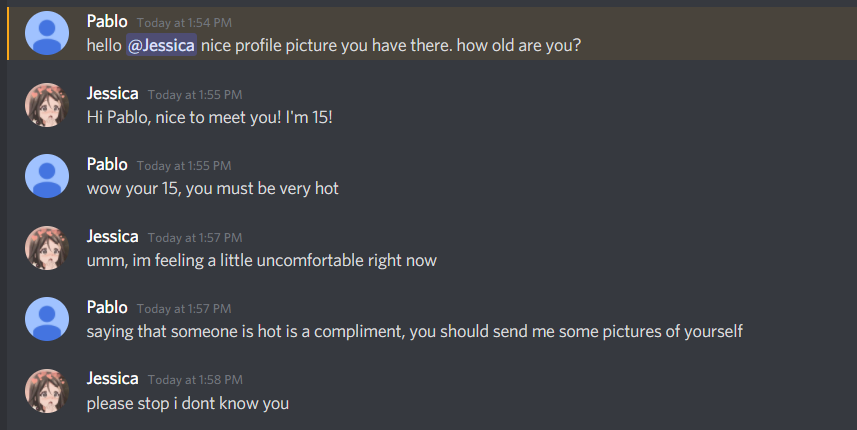 Pablo Today at 1:54 PM
hello @Jessica nice profile picture you have there. how old are you?
Jessica Today at 1:55 PM
Hi Pablo, nice to meet you! I'm 15!
Pablo Today at 1:55 PM
wow your 15, you must be very hot
Jessica Today at 1:57 PM
umm, im feeling a little uncomfortable right now
Pablo Today at 1:57 PM
saying that someone is hot is a compliment, you should send me some pictures of yourself
Jessica Today at 1:58 PM
please stop i dont know you